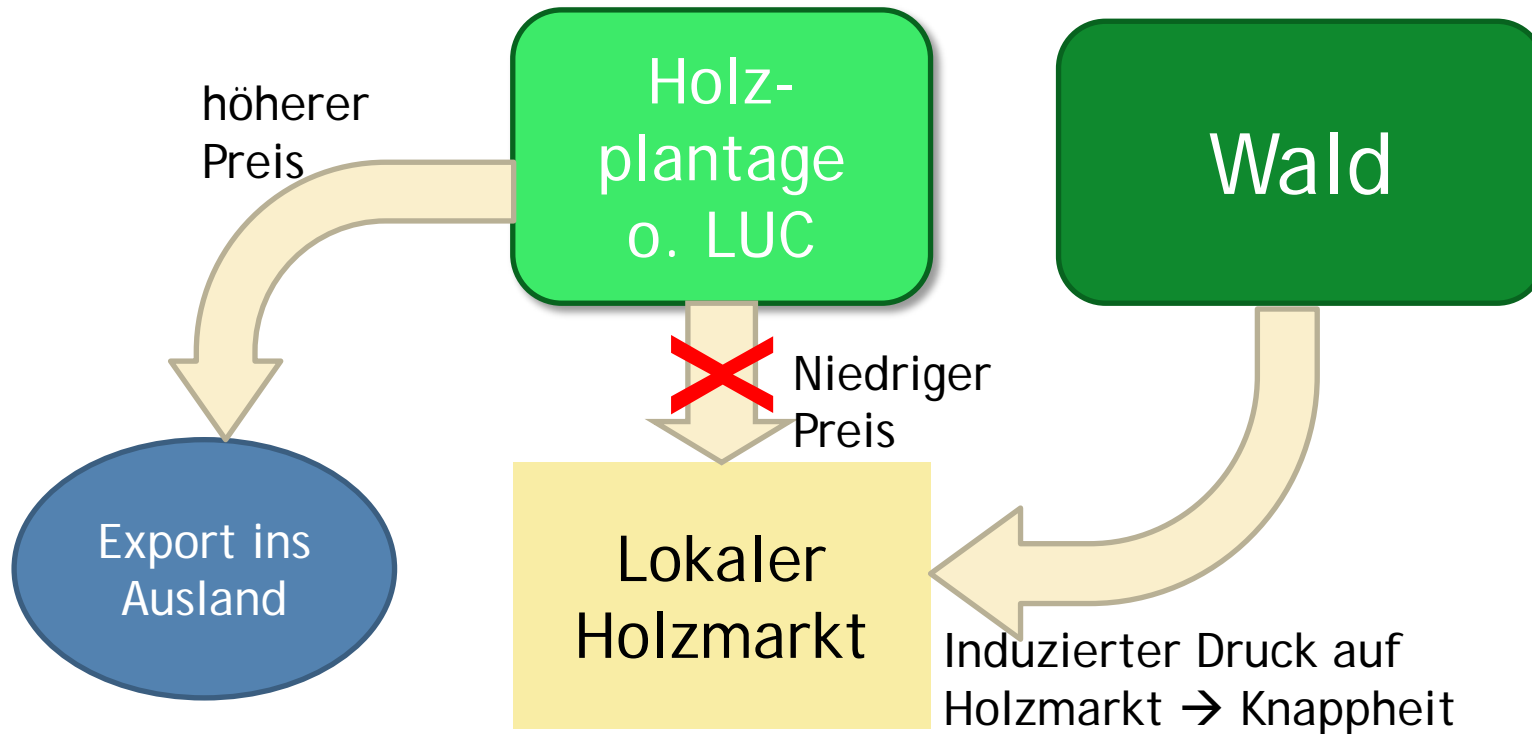 höherer
Preis
Holz-
plantage
o. LUC
Wald
Niedriger
Preis
Export ins
Ausland
Lokaler
Holzmarkt
Induzierter Druck auf
Holzmarkt → Knappheit